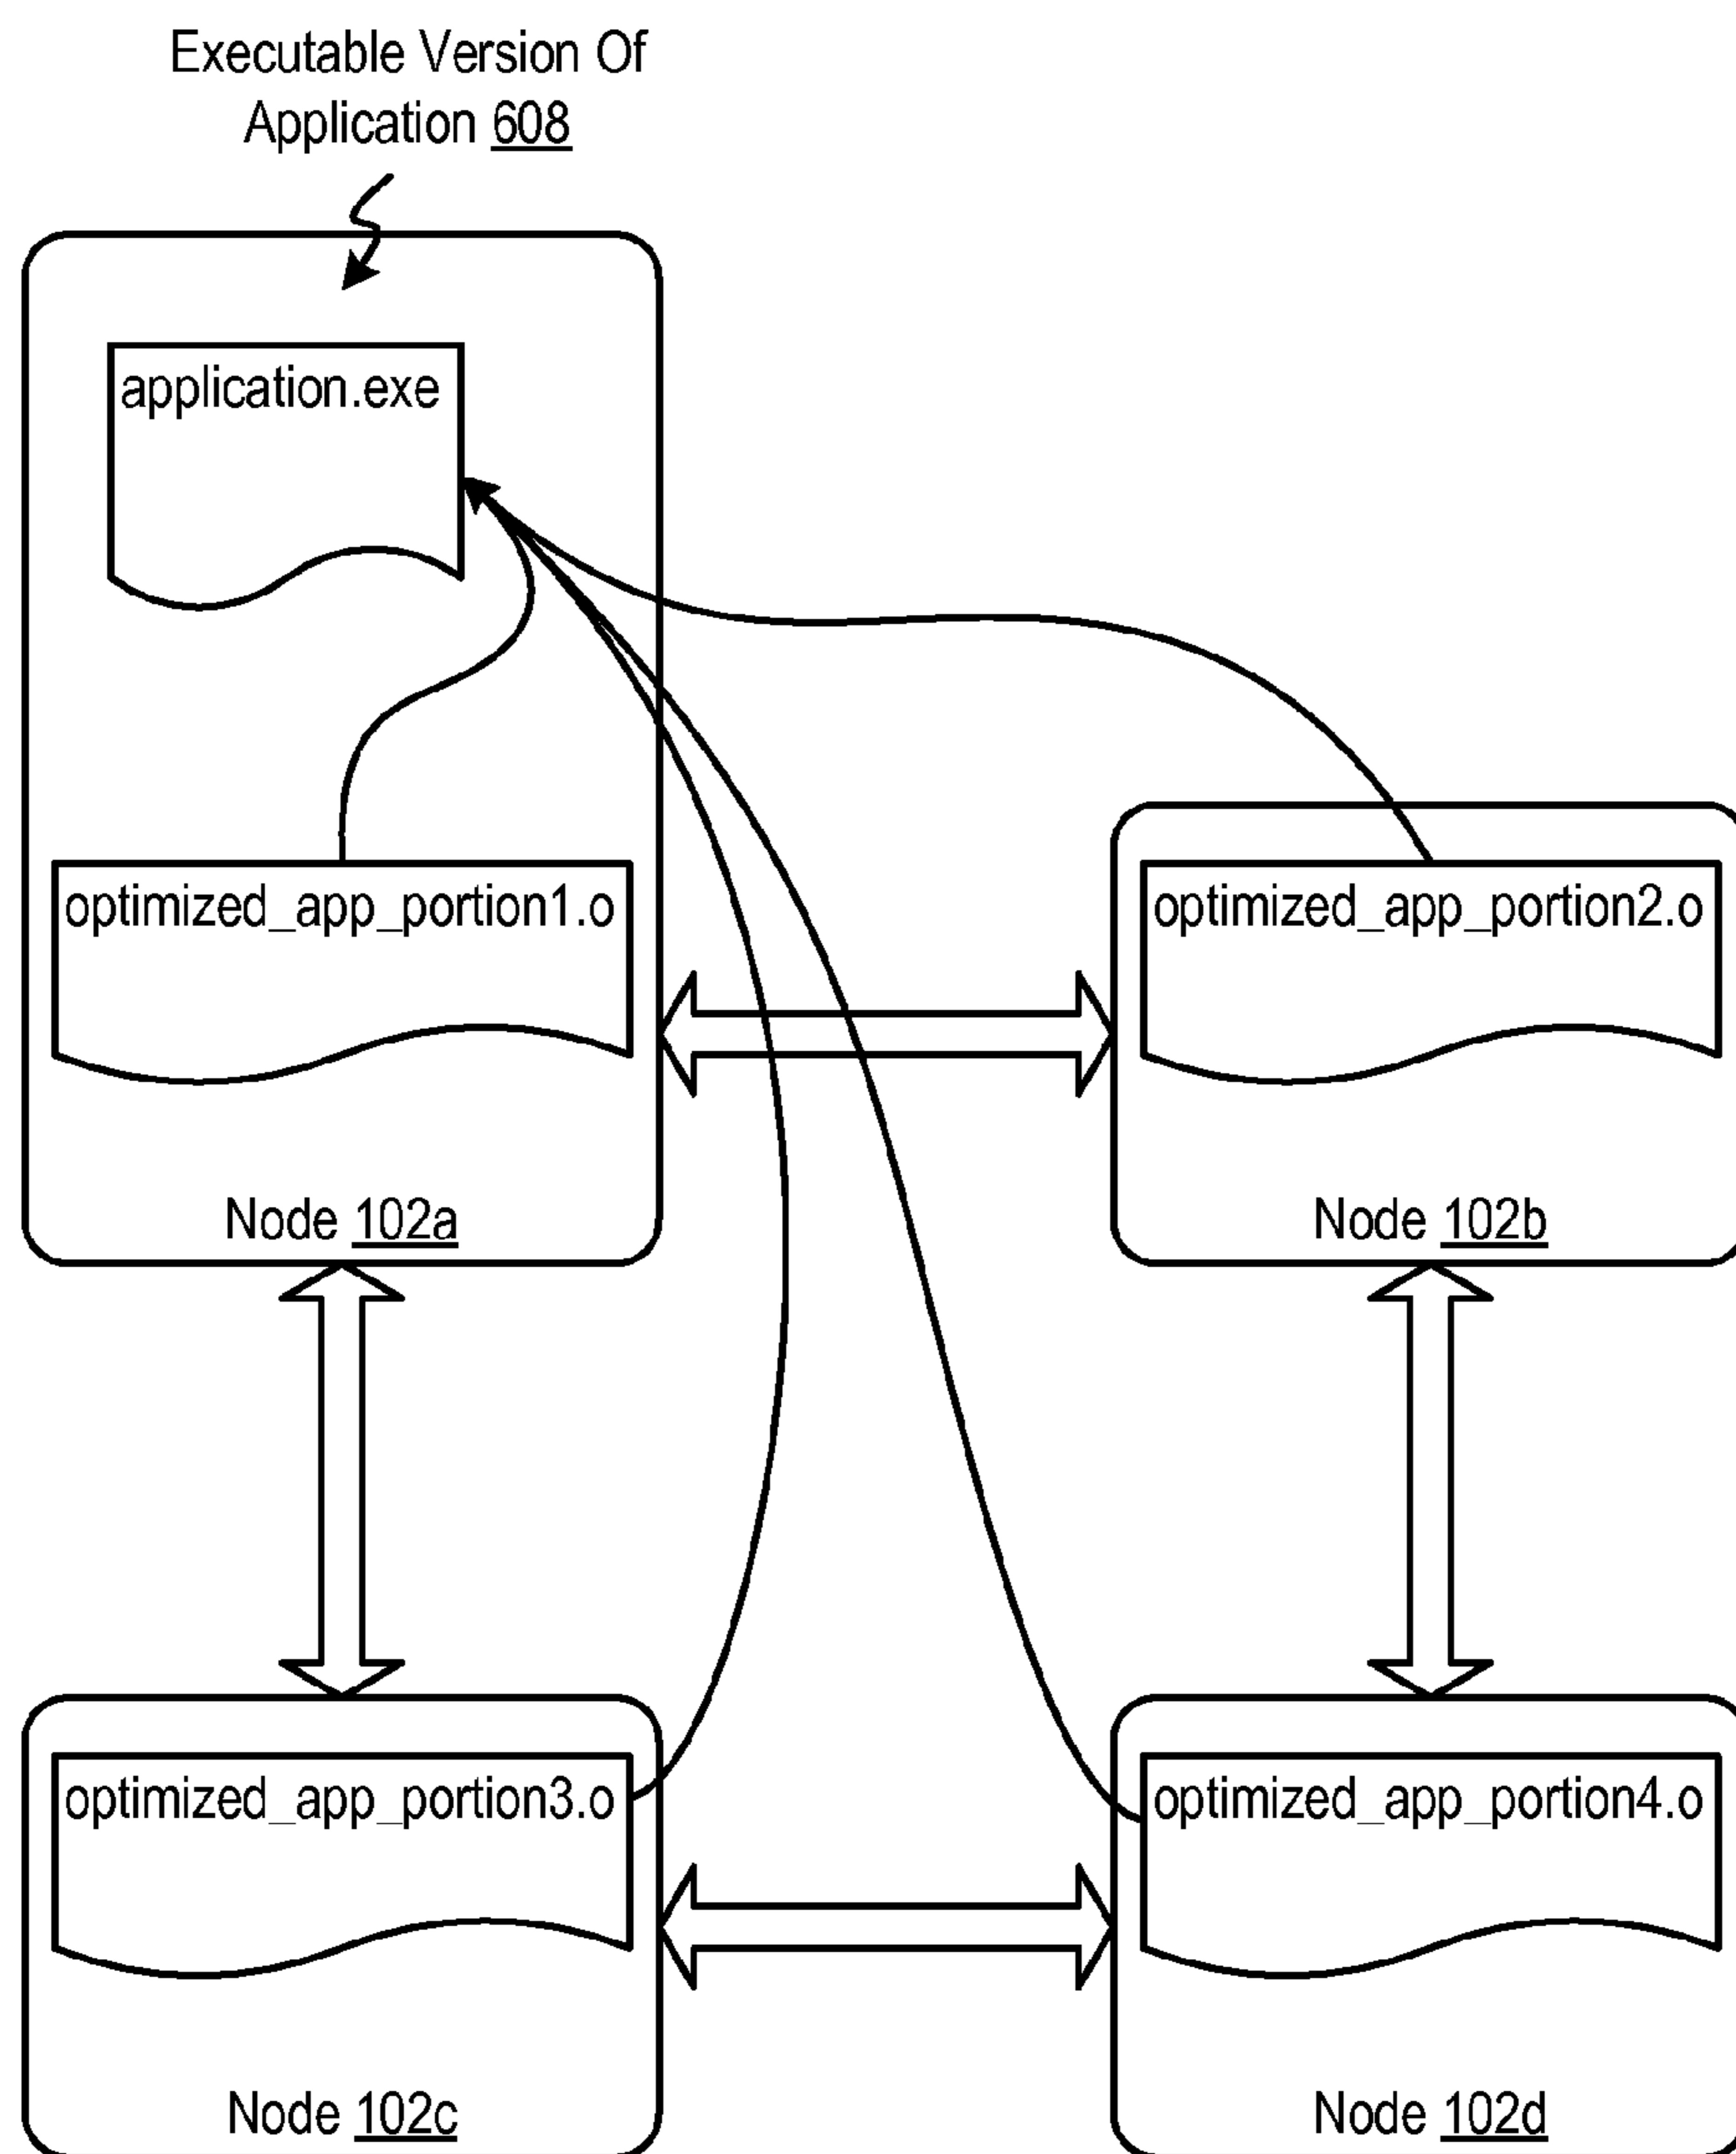 Executable Version Of
Application 608
application.exe
optimized_app_portion1.o
optimized_app_portion2.o
Node 102a
Node 102b
optimized_app_portion3.o
optimized_app_portion4.o
Node 102c
Node 102d